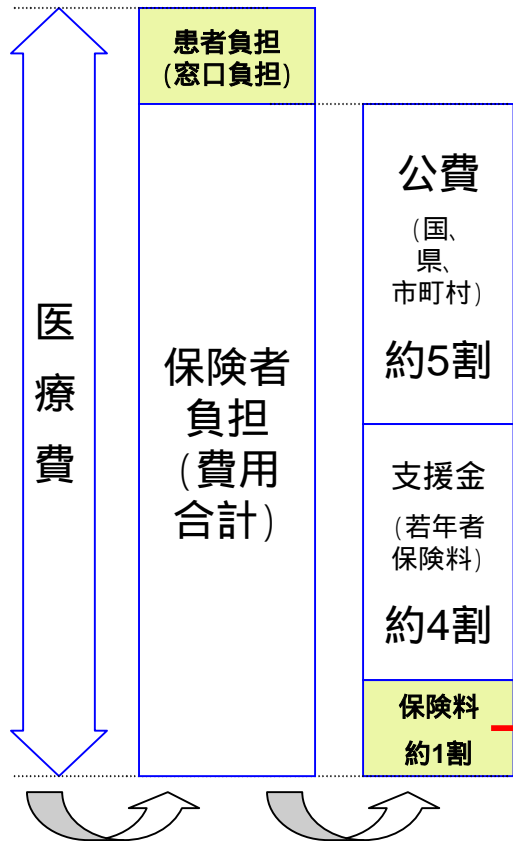 患者負担
(窓口負担)
公費
(国、
県、
市町村)
約5割
医
療
費
保険者
負担
(費用
合計)
支援金
(若年者
保険料)
約4割
保険料
約1割